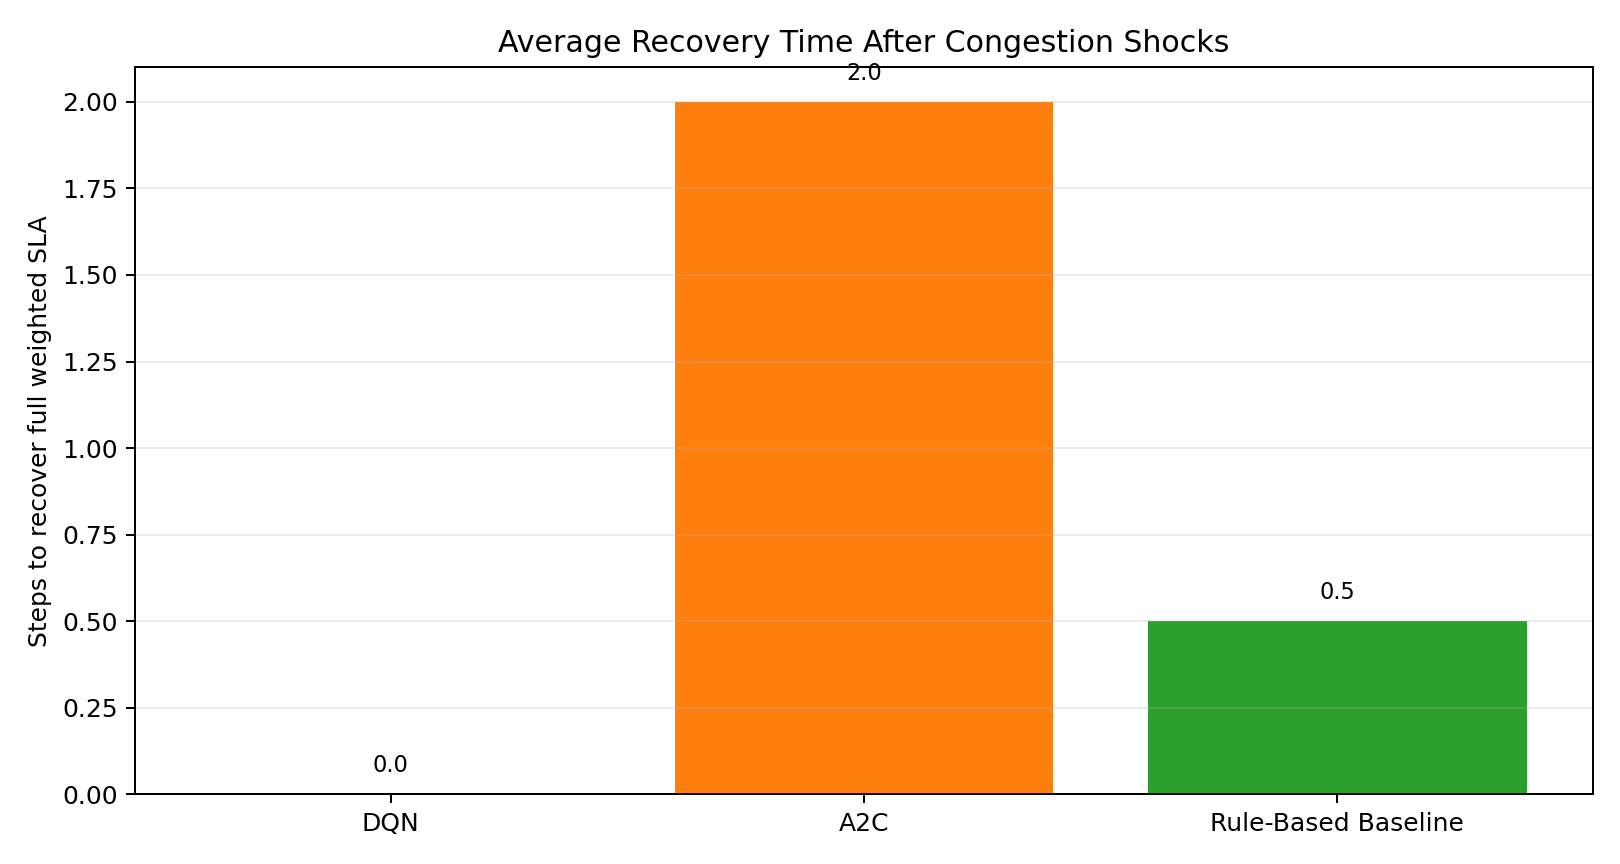 Average Recovery Time After Congestion Shocks
Steps to recover full weighted SLA
2.00
1.75
1.50
1.25
1.00
0.75
0.50
0.25
0.00
0.0
2.0
0.5
DQN
A2C
Rule-Based Baseline